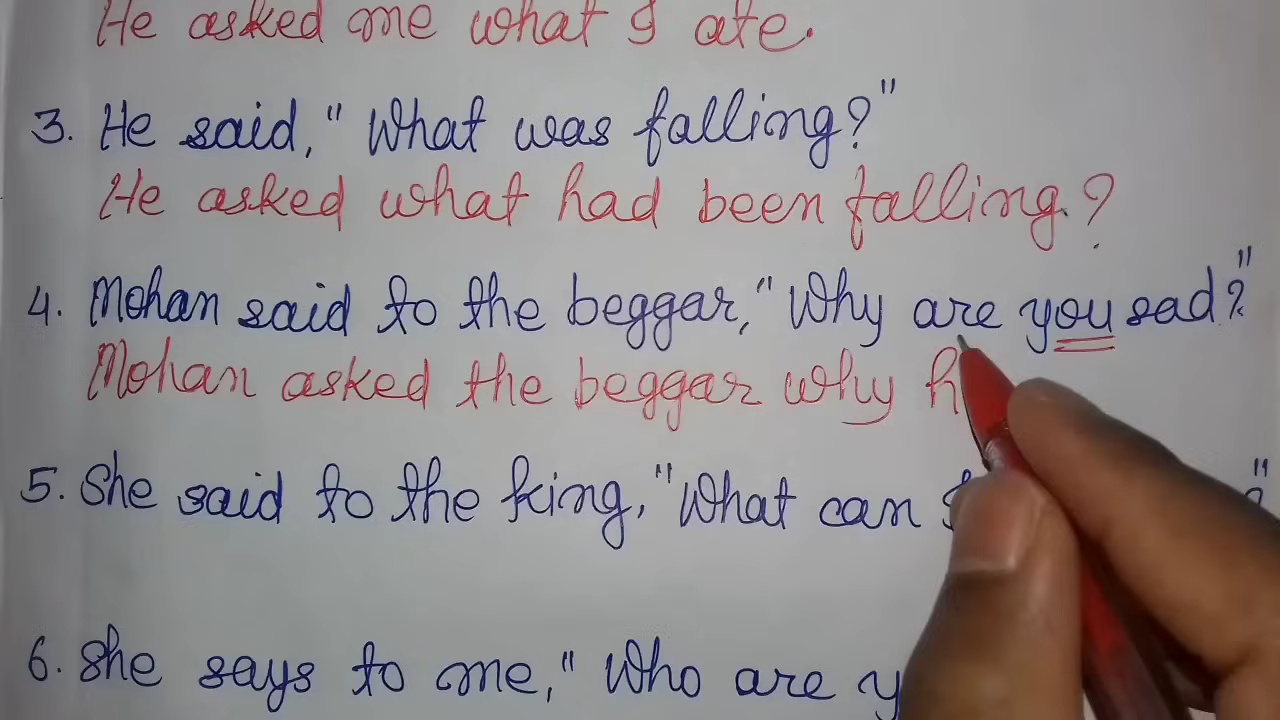 He asked me what I ate.
3. He said, "What was falling?"
He asked what had been falling.?
4. Mohan said to the beggar, "Why are you sad?"
Mohan asked the beggar why h
5. She said to the king, "What can I
6. She says to me, "Who are y